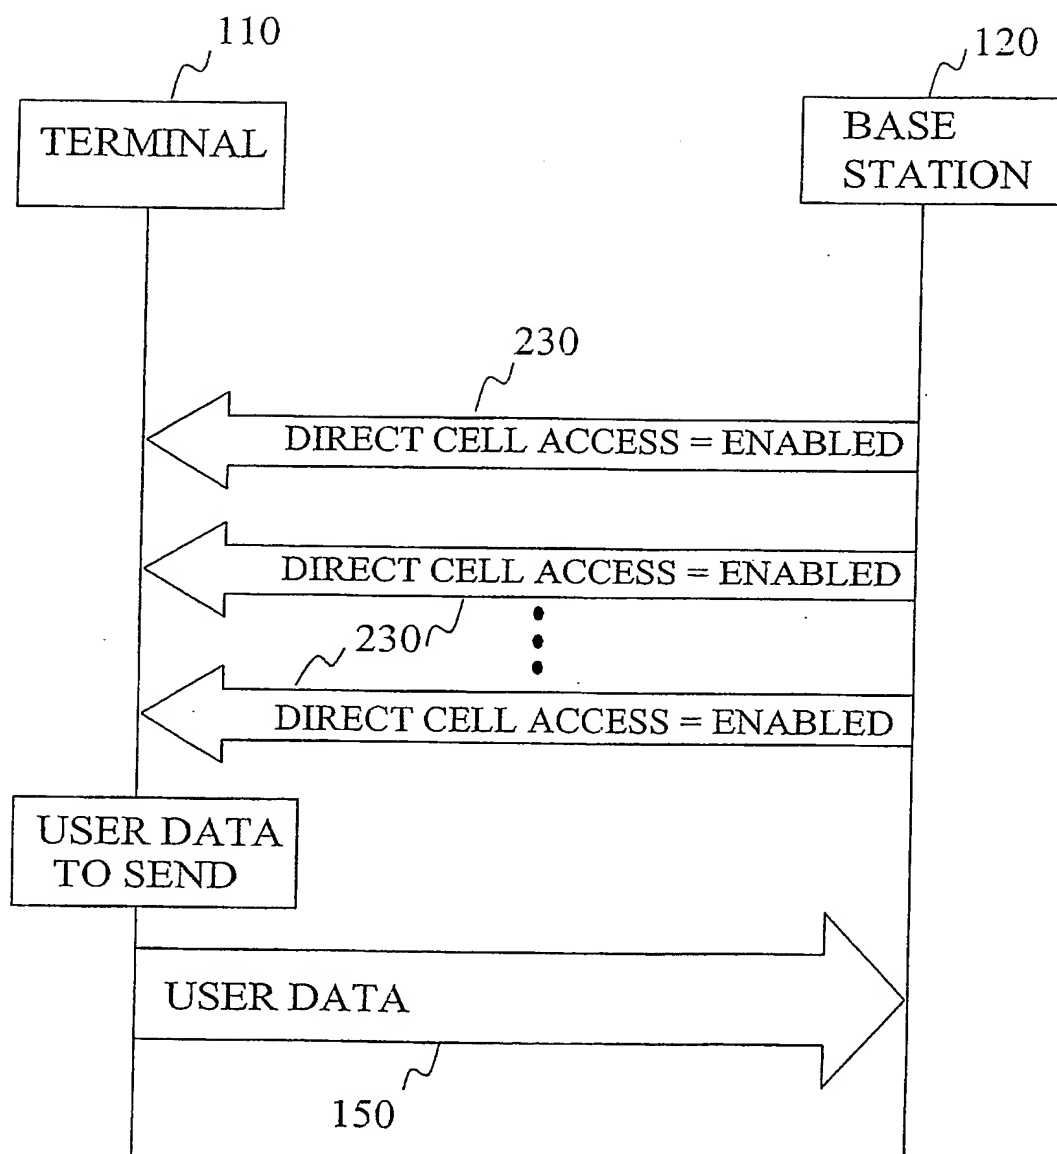 110
120
TERMINAL
BASE
STATION
230
DIRECT CELL ACCESS = ENABLED
DIRECT CELL ACCESS = ENABLED
230
DIRECT CELL ACCESS = ENABLED
USER DATA
TO SEND
USER DATA
150